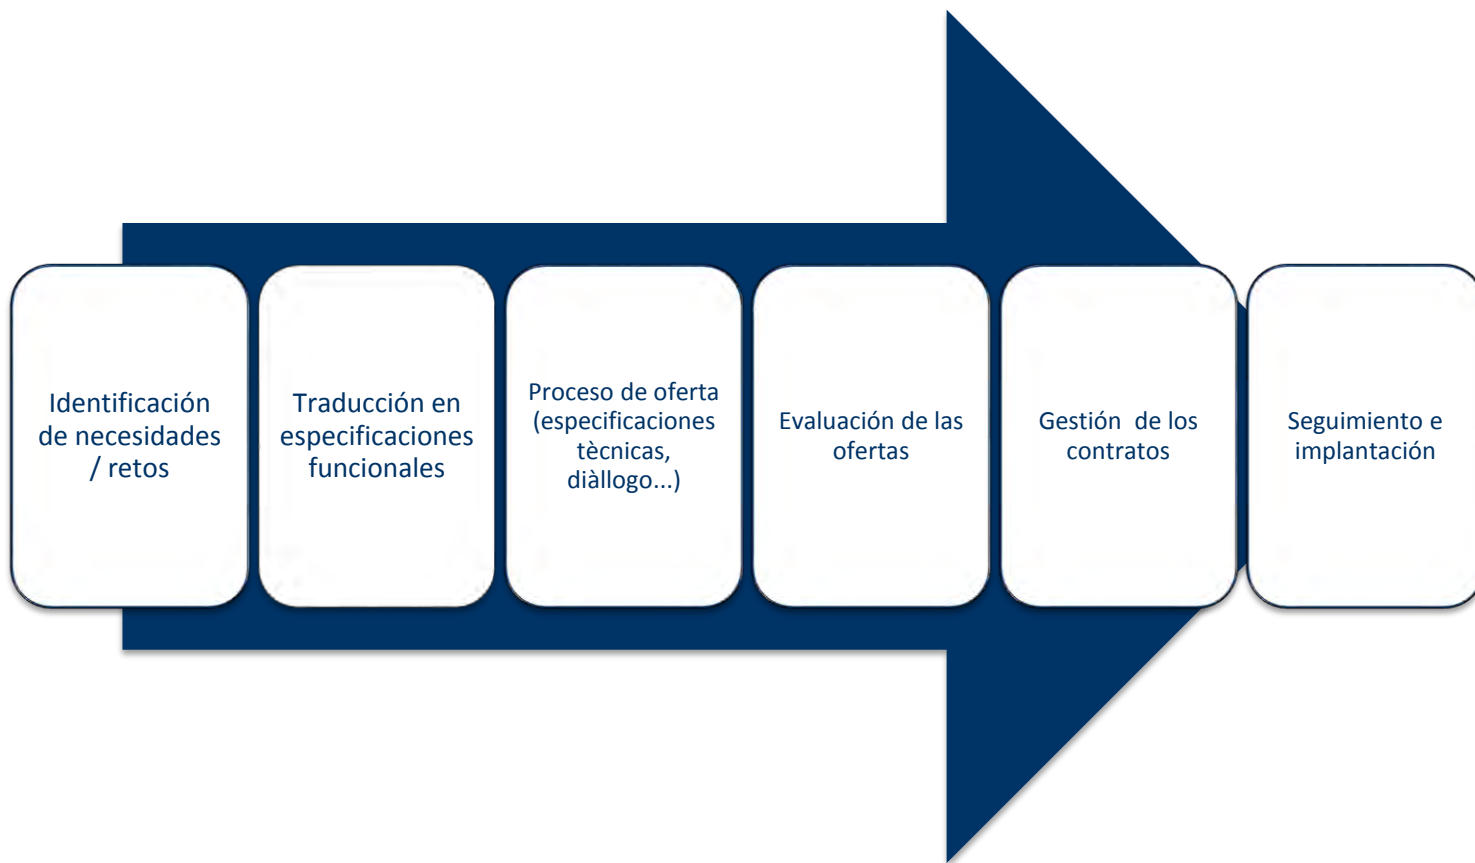 Identificación
de necesidades
/ retos
Traducción en
especificaciones
funcionales
Proceso de oferta
(especificaciones
tècnicas,
diàllogo...)
Evaluación de las
ofertas
Gestión  de los
contratos
Seguimiento e
implantación